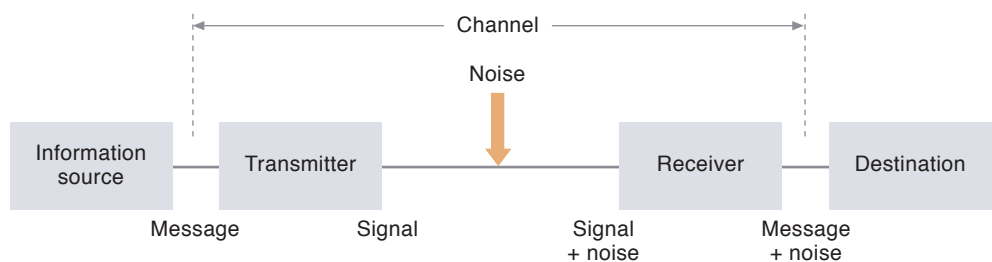 Channel
Noise
Information
source
Transmitter
Receiver
Destination
Message
Signal
Signal
+ noise
Message
+ noise